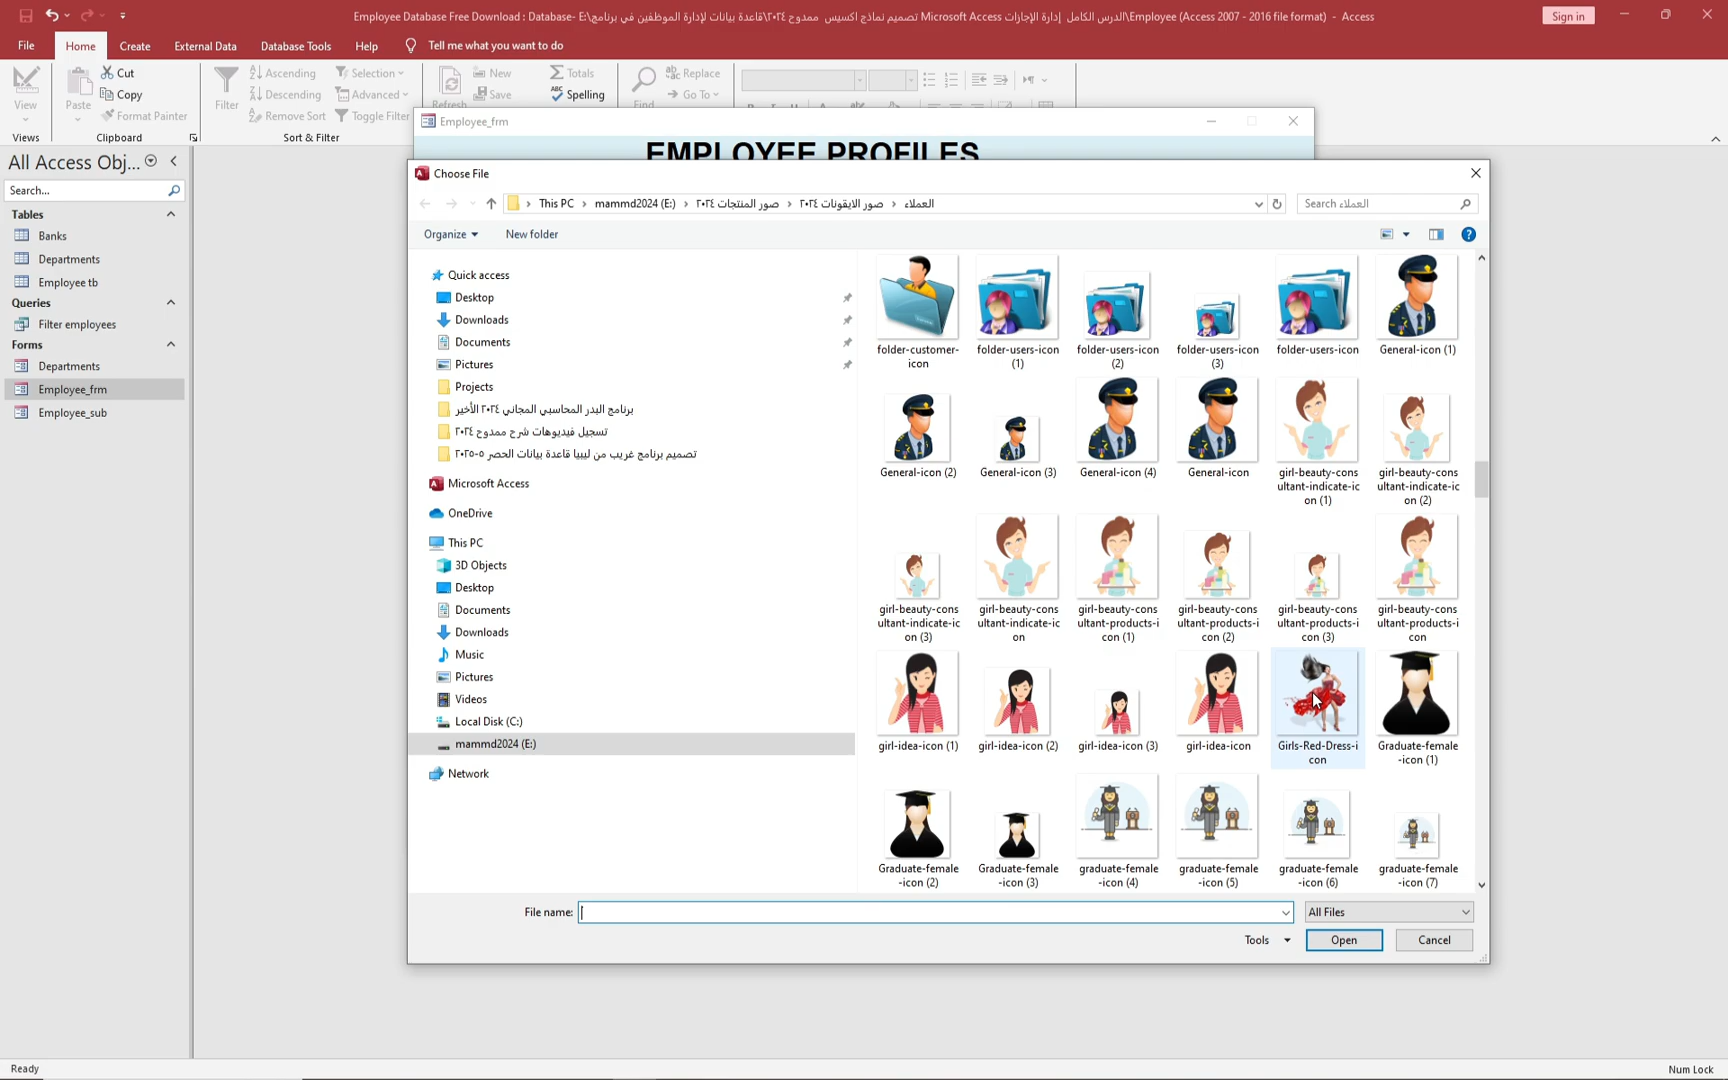 Employee Database Free Download : Database- E:\قاعدة بيانات لإدارة الموظفين في برنامج\٢٠٢٤ تصميم نماذج اكسيس ممدوح Microsoft Access الدرس الكامل إدارة الإجازات\Employee (Access 2007 - 2016 file format) - Access
Sign in
File Home Create External Data Database Tools Help Tell me what you want to do
View
Views
Paste
Cut
Copy
Format Painter
Clipboard
Filter
Ascending
Descending
Remove Sort
Selection
Advanced
Toggle Filter
Sort & Filter
Refresh
New
Save
Totals
Spelling
Find
Replace
Go To
All Access Obj...
Search...
Tables
Banks
Departments
Employee tb
Queries
Filter employees
Forms
Departments
Employee_frm
Employee_sub
Employee_frm
EMPLOYEE PROFILES
Choose File
This PC › mammd2024 (E:) › صور المنتجات ٢٠٢٤ › صور الايقونات ٢٠٢٤ › العملاء
Search العملاء
Organize New folder
Quick access
Desktop
Downloads
Documents
Pictures
Projects
برنامج البدر المحاسبي المجاني ٢٠٢٤ الأخير
تسجيل فيديوهات شرح ممدوح ٢٠٢٤
تصميم برنامج غريب من ليبيا قاعدة بيانات الحصر ٥-٢٠٢٥
Microsoft Access
OneDrive
This PC
3D Objects
Desktop
Documents
Downloads
Music
Pictures
Videos
Local Disk (C:)
mammd2024 (E:)
Network
folder-customer-icon
folder-users-icon (1)
folder-users-icon (2)
folder-users-icon (3)
folder-users-icon
General-icon (1)
General-icon (2)
General-icon (3)
General-icon (4)
General-icon
girl-beauty-consultant-indicate-icon (1)
girl-beauty-consultant-indicate-icon (2)
girl-beauty-consultant-indicate-icon (3)
girl-beauty-consultant-indicate-icon
girl-beauty-consultant-products-icon (1)
girl-beauty-consultant-products-icon (2)
girl-beauty-consultant-products-icon (3)
girl-beauty-consultant-products-icon
girl-idea-icon (1)
girl-idea-icon (2)
girl-idea-icon (3)
girl-idea-icon
Girls-Red-Dress-icon
Graduate-female-icon (1)
Graduate-female-icon (2)
Graduate-female-icon (3)
graduate-female-icon (4)
graduate-female-icon (5)
graduate-female-icon (6)
graduate-female-icon (7)
File name:
All Files
Tools Open Cancel
Ready
Num Lock